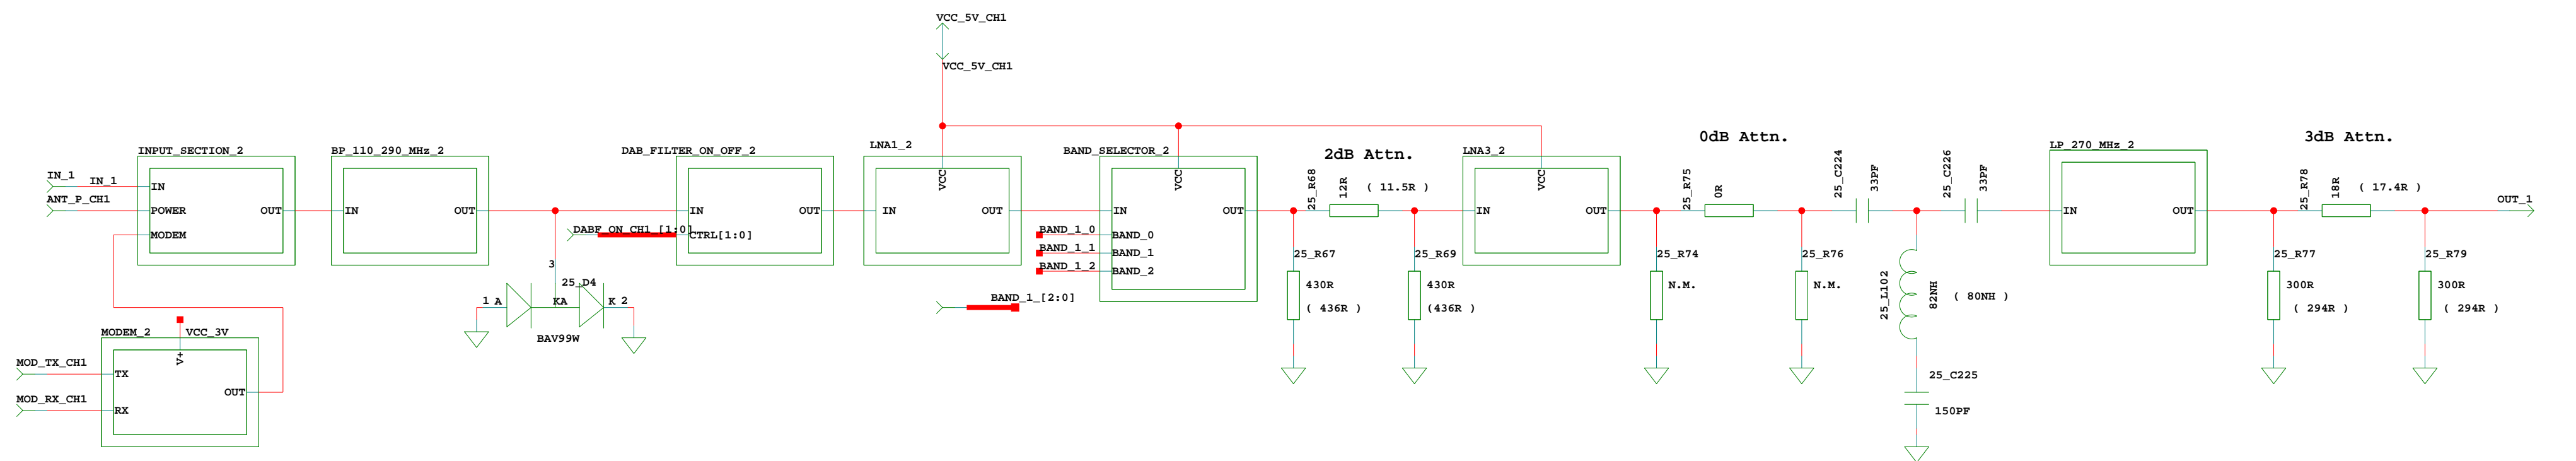 VCC_5V_CH1
VCC_5V_CH1
INPUT_SECTION_2
IN_1
IN_1
IN
ANT_P_CH1
POWER
OUT
MODEM
BP_110_290_MHz_2
IN
OUT
DAB_FILTER_ON_OFF_2
IN
OUT
DABF_ON_CH1_[1:0]
CTRL[1:0]
LNA1_2
VCC
IN
OUT
BAND_SELECTOR_2
VCC
IN
OUT
BAND_1_0
BAND_0
BAND_1_1
BAND_1
BAND_1_2
BAND_2
BAND_1_[2:0]
3
25_D4
1 A
KA
K 2
BAV99W
MODEM_2
VCC_3V
V+
MOD_TX_CH1
TX
OUT
MOD_RX_CH1
RX
2dB Attn.
25_R68
12R
( 11.5R )
25_R67
430R
( 436R )
25_R69
430R
(436R )
LNA3_2
VCC
IN
OUT
0dB Attn.
25_R75
0R
25_R74
N.M.
25_R76
N.M.
25_C224
33PF
25_C226
33PF
25_L102
82NH
( 80NH )
25_C225
150PF
LP_270_MHz_2
IN
OUT
3dB Attn.
25_R78
18R
( 17.4R )
25_R77
300R
( 294R )
25_R79
300R
( 294R )
OUT_1